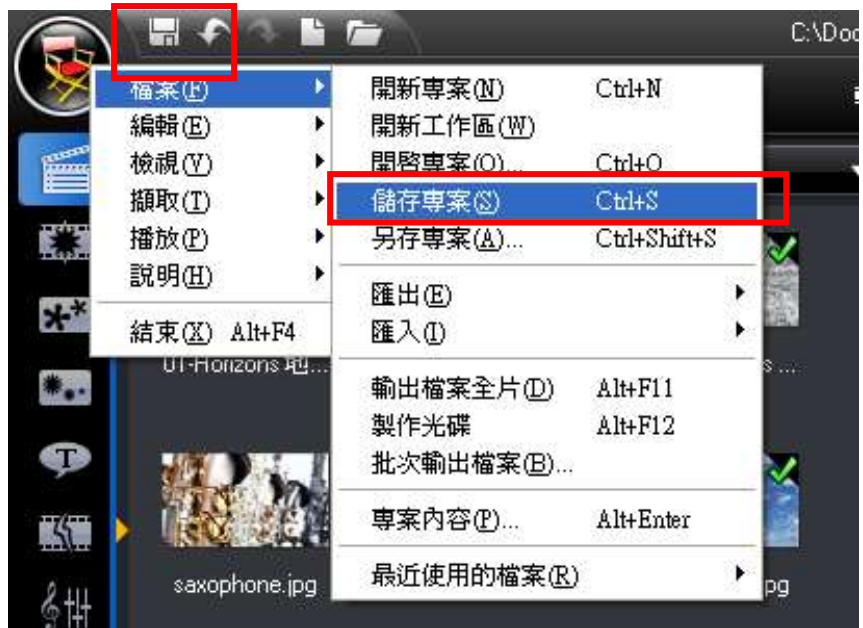 C:\Doc
檔案(F)
編輯(E)
檢視(V)
擷取(T)
播放(P)
說明(H)
結束(X) Alt+F4
開新專案(N) Ctrl+N
開新工作區(W)
開啓專案(O)... Ctrl+O
儲存專案(S) Ctrl+S
另存專案(A)... Ctrl+Shift+S
匯出(E)
匯入(I)
輸出檔案全片(D) Alt+F11
製作光碟 Alt+F12
批次輸出檔案(B)...
專案內容(P)... Alt+Enter
最近使用的檔案(R)
01-Horizons 地...
s ...
T
saxophone.jpg
pg